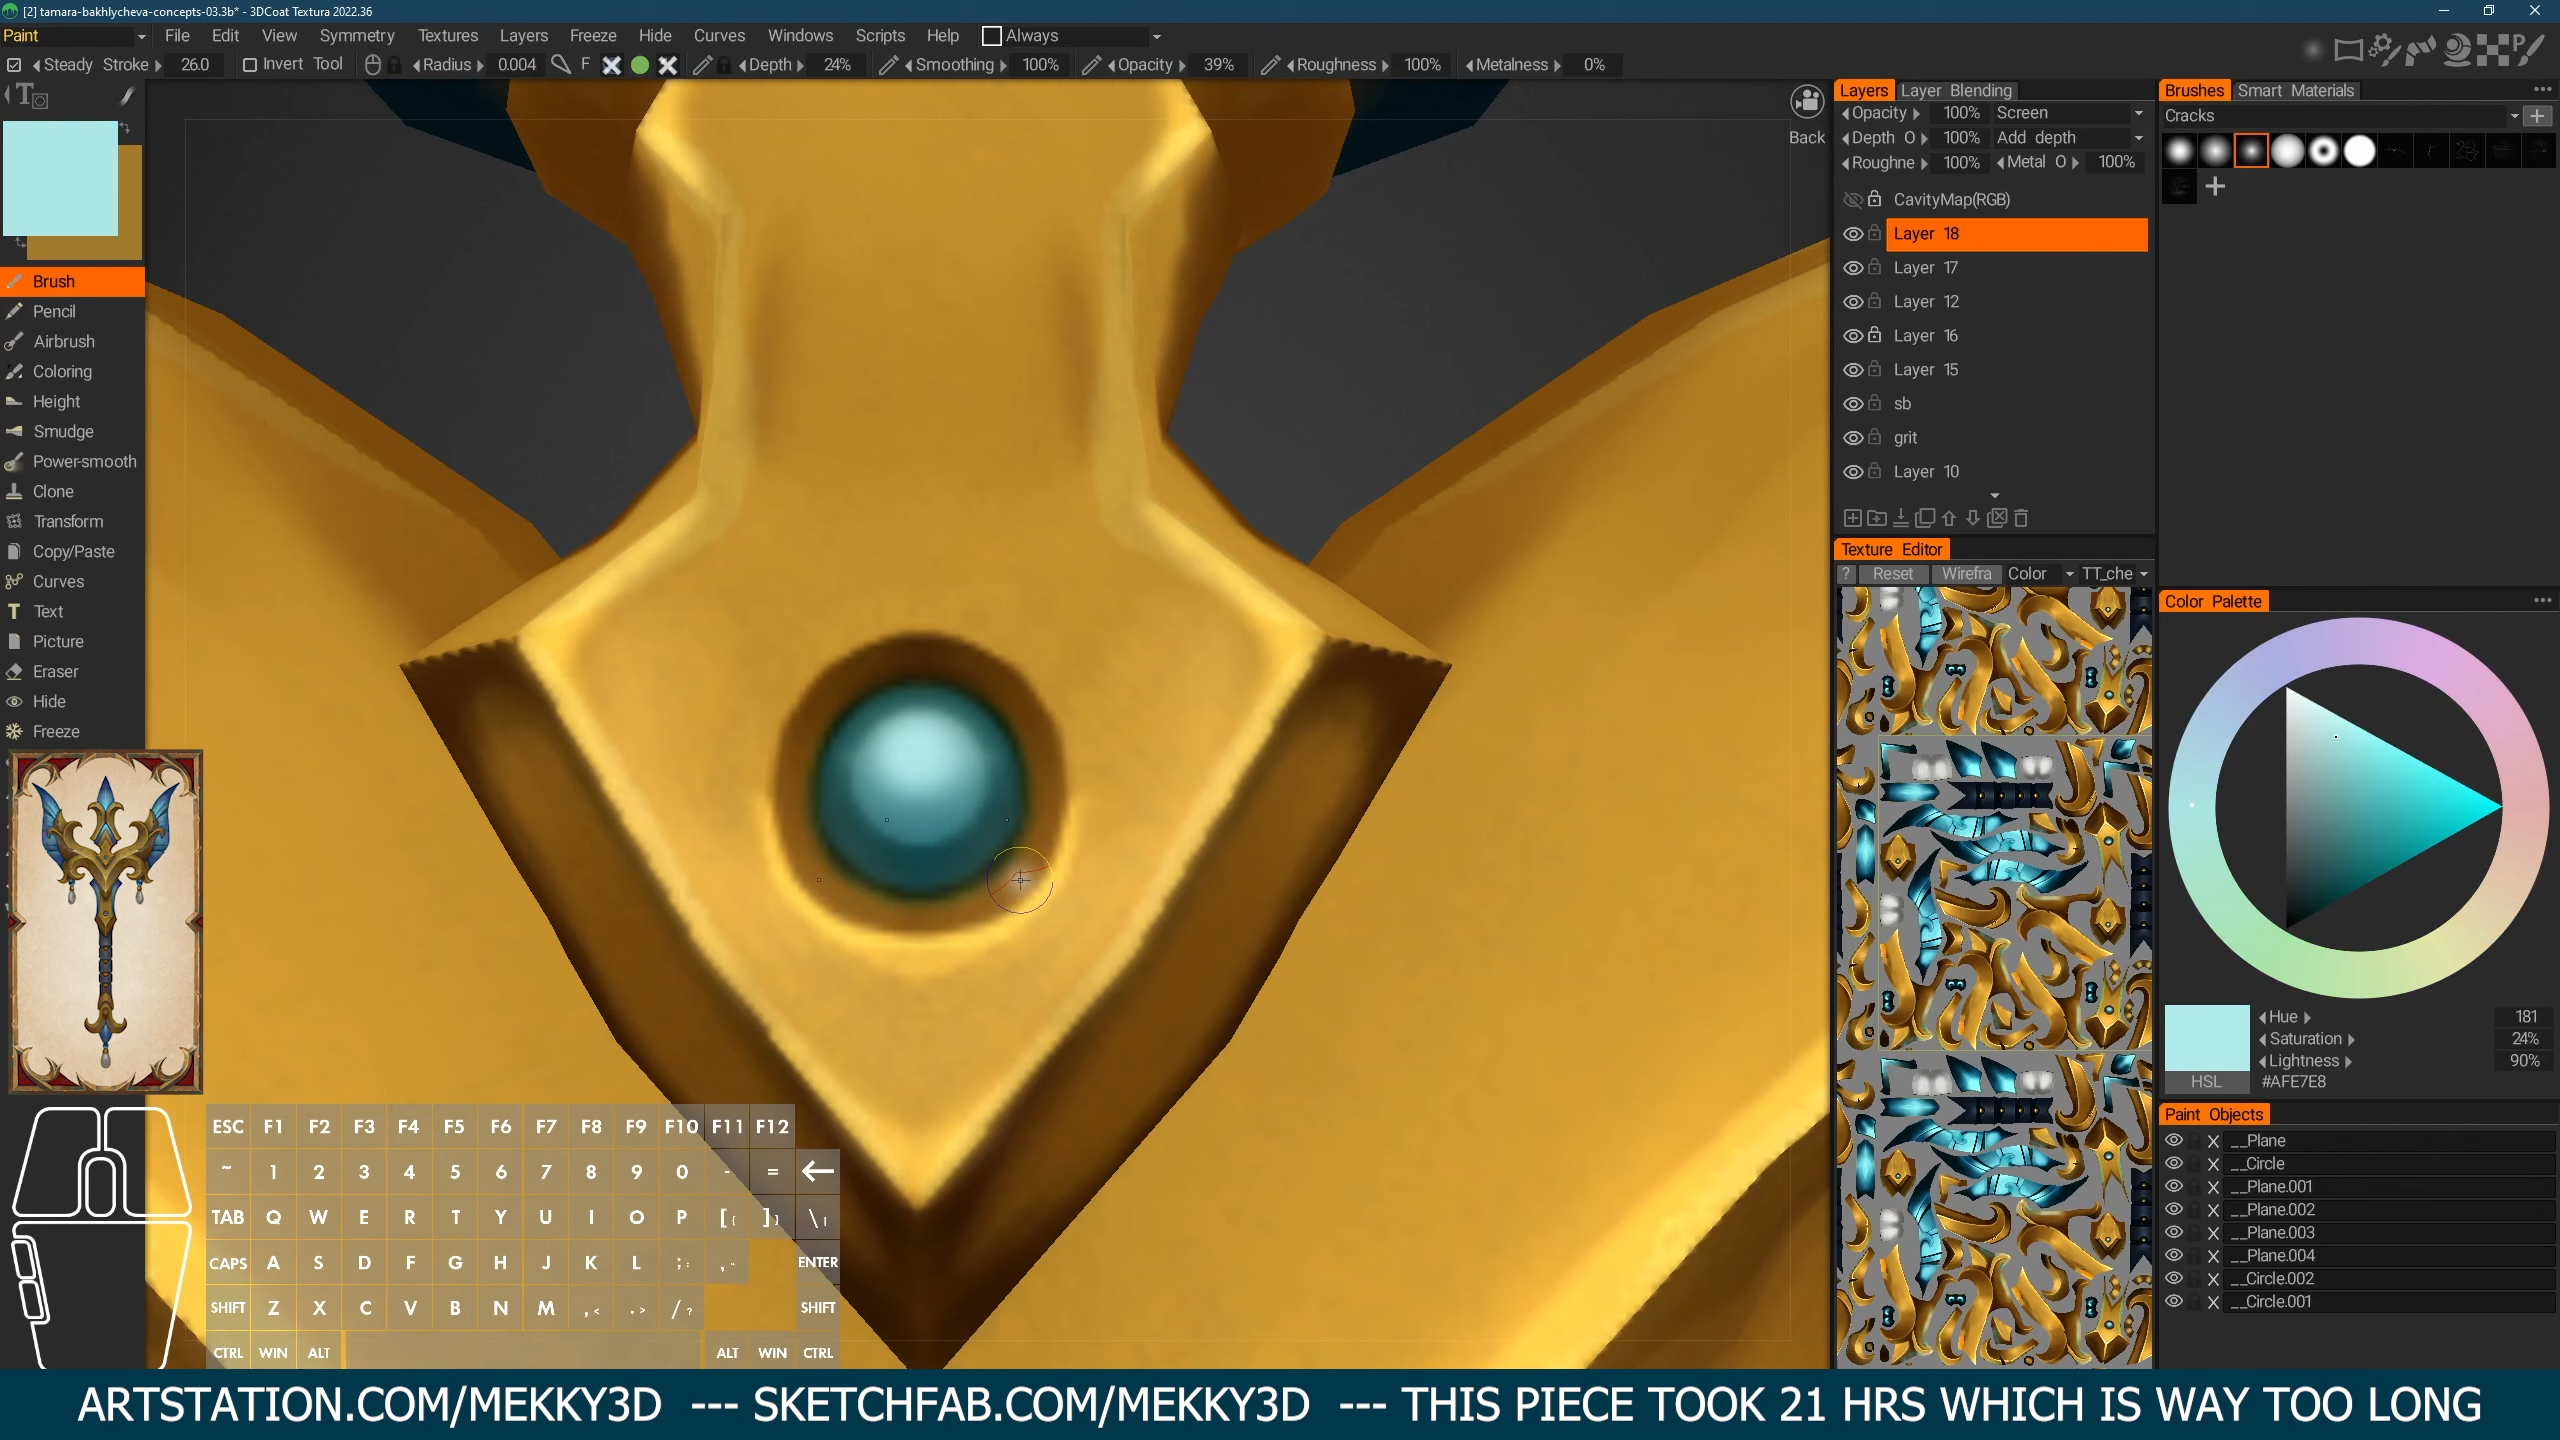 [2] tamara-bakhlycheva-concepts-03.3b* - 3DCoat Textura 2022.36
Paint File Edit View Symmetry Textures Layers Freeze Hide Curves Windows Scripts Help Always
Steady Stroke 26.0 Invert Tool Radius 0.004 F Depth 24% Smoothing 100% Opacity 39% Roughness 100% Metalness 0%
Brush
Pencil
Airbrush
Coloring
Height
Smudge
Power-smooth
Clone
Transform
Copy/Paste
Curves
Text
Picture
Eraser
Hide
Freeze
Back
Layers Layer Blending
Opacity 100% Screen
Depth O 100% Add depth
Roughne 100% Metal O 100%
CavityMap(RGB)
Layer 18
Layer 17
Layer 12
Layer 16
Layer 15
sb
grit
Layer 10
Texture Editor
? Reset Wirefra Color TT_che
Brushes Smart Materials
Cracks
Color Palette
Hue 181
Saturation 24%
Lightness 90%
HSL #AFE7E8
Paint Objects
X __Plane
X __Circle
X __Plane.001
X __Plane.002
X __Plane.003
X __Plane.004
X __Circle.002
X __Circle.001
ESC F1 F2 F3 F4 F5 F6 F7 F8 F9 F10 F11 F12
~ 1 2 3 4 5 6 7 8 9 0 - =
TAB Q W E R T Y U I O P [{ ]} \|
CAPS A S D F G H J K L ;: ENTER
SHIFT Z X C V B N M ,< .> /? SHIFT
CTRL WIN ALT ALT WIN CTRL
ARTSTATION.COM/MEKKY3D --- SKETCHFAB.COM/MEKKY3D --- THIS PIECE TOOK 21 HRS WHICH IS WAY TOO LONG